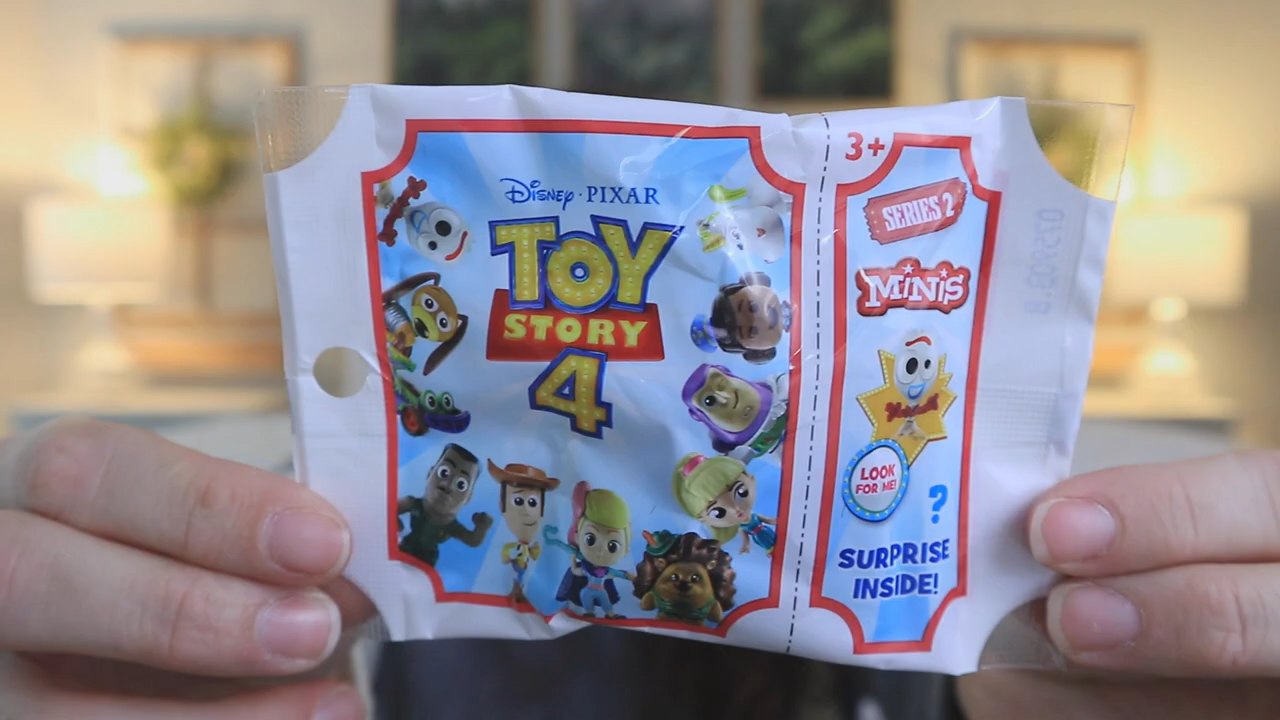 Disney · PIXAR
TOY
STORY
4
3+
SERIES 2
MiNiS
LOOK
FOR ME!
?
SURPRISE
INSIDE!